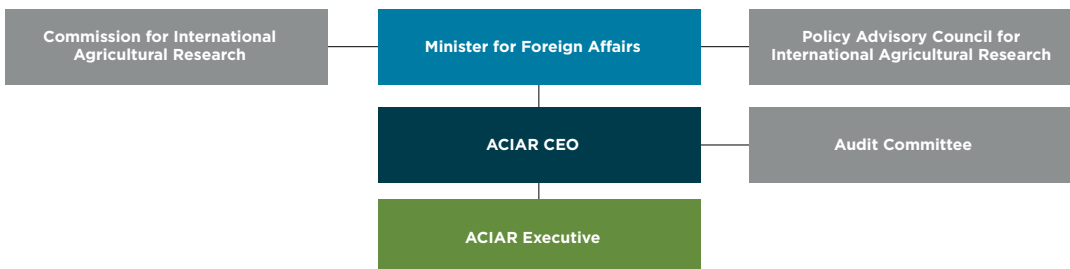 Commission for International
Agricultural Research
Minister for Foreign Affairs
Policy Advisory Council for
International Agricultural Research
ACIAR CEO
Audit Committee
ACIAR Executive